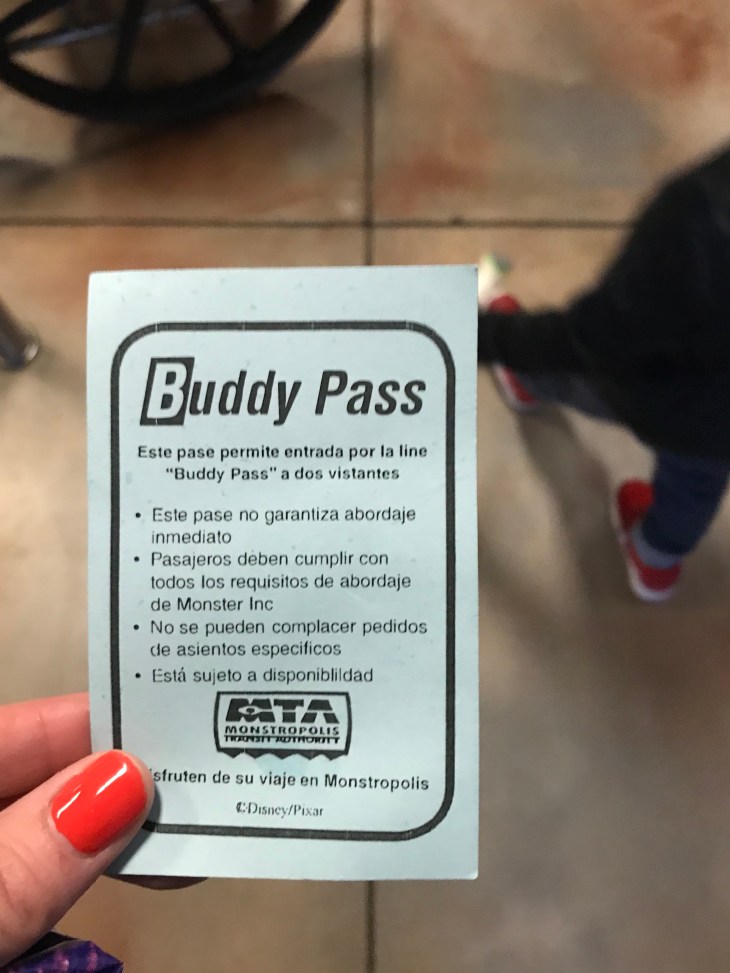 Buddy Pass
Este pase permite entrada por la line
"Buddy Pass" a dos vistantes
• Este pase no garantiza abordaje
inmediato
• Pasajeros deben cumplir con
todos los requisitos de abordaje
de Monster Inc
• No se pueden complacer pedidos
de asientos especificos
• Está sujeto a disponiblildad
MTA
MONSTROPOLIS
TRANSIT AUTHORITY
sfruten de su viaje en Monstropolis
©Disney/Pixar